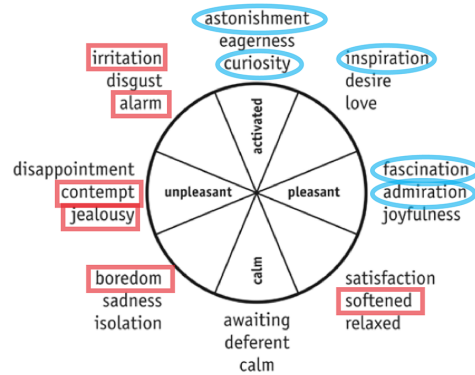 astonishment
eagerness
curiosity
irritation
disgust
alarm
inspiration
desire
love
activated
disappointment
contempt
jealousy
unpleasant
pleasant
fascination
admiration
joyfulness
calm
boredom
sadness
isolation
satisfaction
softened
relaxed
awaiting
deferent
calm